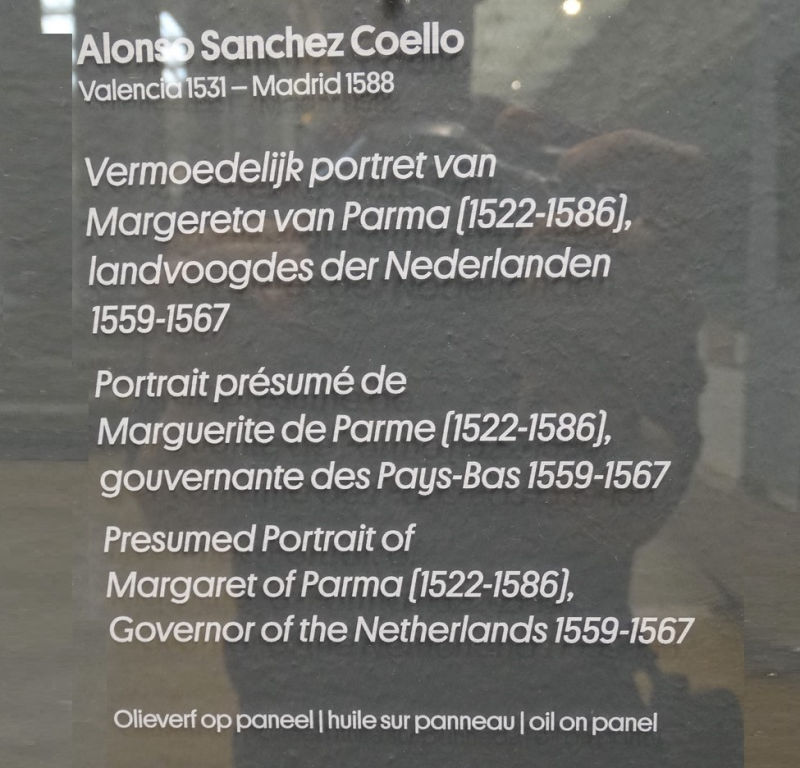 Alonso Sanchez Coello
Valencia 1531 – Madrid 1588
Vermoedelijk portret van
Margereta van Parma (1522-1586),
landvoogdes der Nederlanden
1559-1567
Portrait présumé de
Marguerite de Parme (1522-1586),
gouvernante des Pays-Bas 1559-1567
Presumed Portrait of
Margaret of Parma (1522-1586),
Governor of the Netherlands 1559-1567
Olieverf op paneel | huile sur panneau | oil on panel